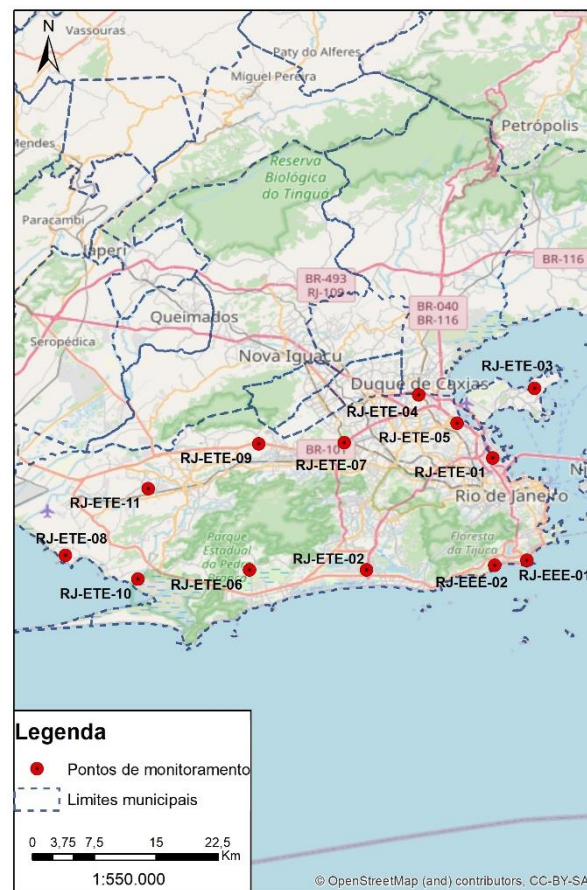 N
Vassouras
Paty do Alferes
Miguel Pereira
Petrópolis
Mendes
Reserva
Biológica
do Tinguá
Paracambi
Japeri
BR-116
BR-493
RJ-109
BR-040
BR-116
Seropédica
Queimados
Nova Iguaçu
Duque de Caxias
RJ-ETE-03
RJ-ETE-04
RJ-ETE-05
RJ-ETE-09
BR-101
RJ-ETE-07
RJ-ETE-01
Rio de Janeiro
RJ-ETE-11
RJ-ETE-08
Parque
Estadual
da Pedra
Branca
Floresta
da Tijuca
RJ-ETE-10
RJ-ETE-06
RJ-ETE-02
RJ-EEE-02
RJ-EEE-01
Legenda
Pontos de monitoramento
Limites municipais
0 3,75 7,5 15 22,5
Km
1:550.000
© OpenStreetMap (and) contributors, CC-BY-SA